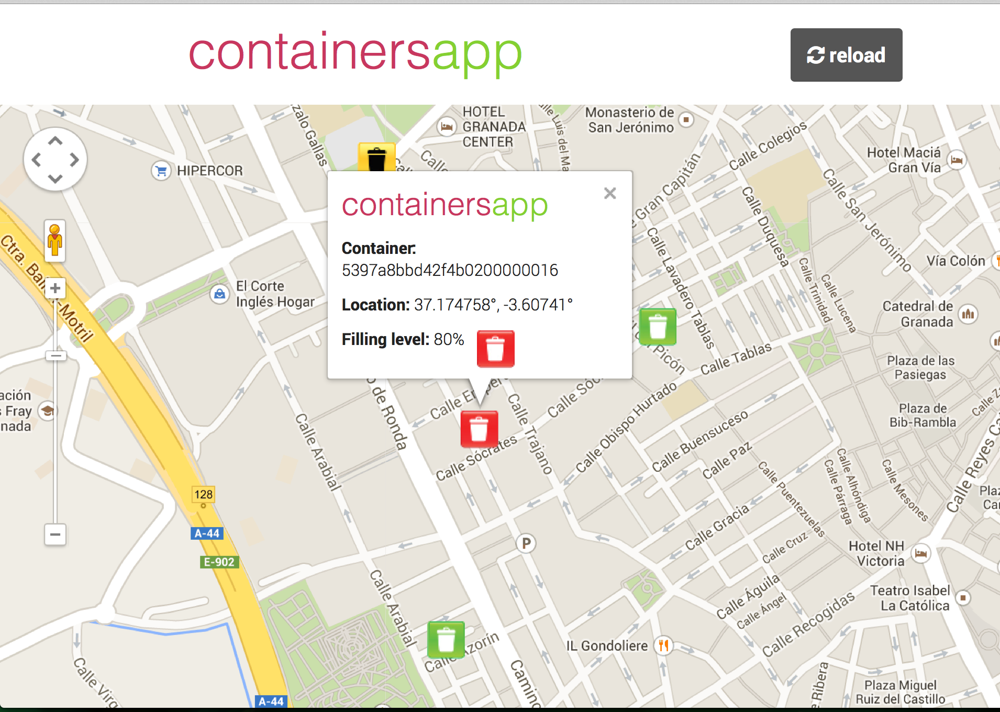 containersapp
reload
zalo Gallas
HOTEL
GRANADA
CENTER
Monasterio de
San Jerónimo
Calle Colegios
Hotel Maciá
Gran Vía
HIPERCOR
Calle
Gran Capitán
Calle San Jerónimo
Calle Duquesa
containersapp
Container:
5397a8bbd42f4b0200000016
Location: 37.174758°, -3.60741°
Filling level: 80%
Calle Lavadero Tablas
Vía Colón
Calle Trinidad
Calle Lucena
Ctra.
-Motril
El Corte
Inglés Hogar
Catedral de
Granada
Picón
Calle Tablas
Plaza de las
Pasiegas
ación
s Fray
nada
de Ronda
Calle
Calle Trajano
Calle
Calle Obispo Hurtado
Plaza de
Bib-Rambla
Calle Arabial
Calle Sócrates
Calle Buensuceso
Calle Paz
Calle Puentezuelas
Calle Párraga
Calle Alhóndiga
Calle Mesones
Calle Reyes
128
A-44
E-902
P
Calle Gracia
Calle Cruz
Hotel NH
Victoria
Calle Arabial
Calle Águila
Calle Ángel
Calle Recogidas
Teatro Isabel
La Católica
IL Gondoliere
Calle Azorín
Calle Virg
Camino
Ribera
Plaza Miguel
Ruiz del Castillo
A-44